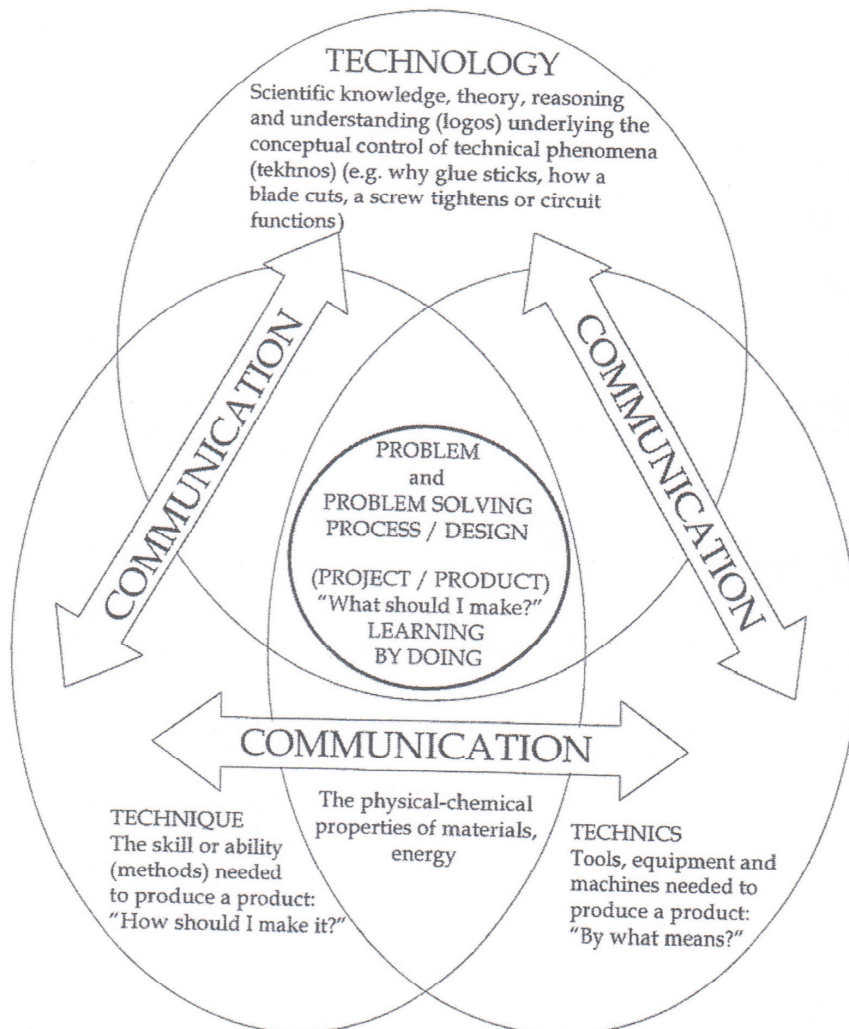 TECHNOLOGY
Scientific knowledge, theory, reasoning
and understanding (logos) underlying the
conceptual control of technical phenomena
(tekhnos) (e.g. why glue sticks, how a
blade cuts, a screw tightens or circuit
functions)
COMMUNICATION
COMMUNICATION
PROBLEM
and
PROBLEM SOLVING
PROCESS / DESIGN
(PROJECT / PRODUCT)
"What should I make?"
LEARNING
BY DOING
COMMUNICATION
TECHNIQUE
The skill or ability
(methods) needed
to produce a product:
"How should I make it?"
The physical-chemical
properties of materials,
energy
TECHNICS
Tools, equipment and
machines needed to
produce a product:
"By what means?"